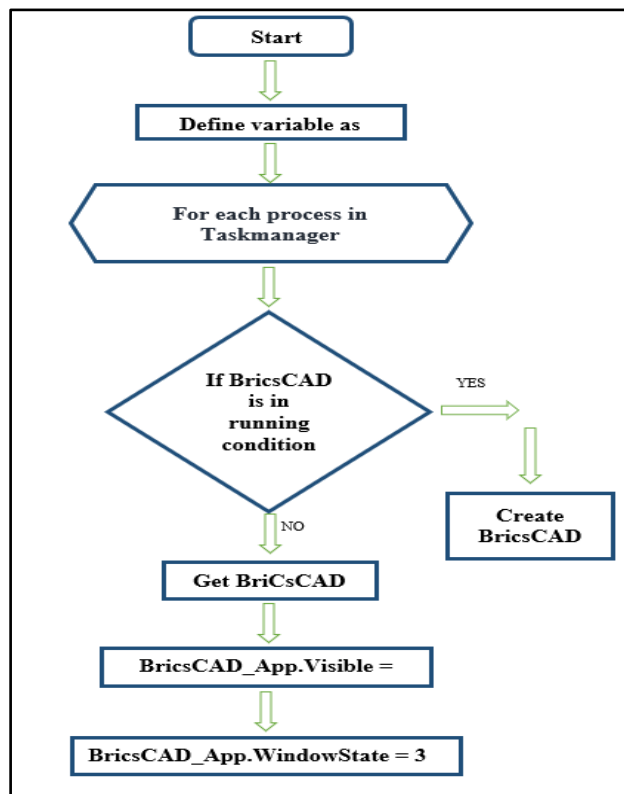 Start
Define variable as
For each process in
Taskmanager
If BricsCAD
is in
running
condition
YES
Create
BricsCAD
NO
Get BriCsCAD
BricsCAD_App.Visible =
BricsCAD_App.WindowState = 3